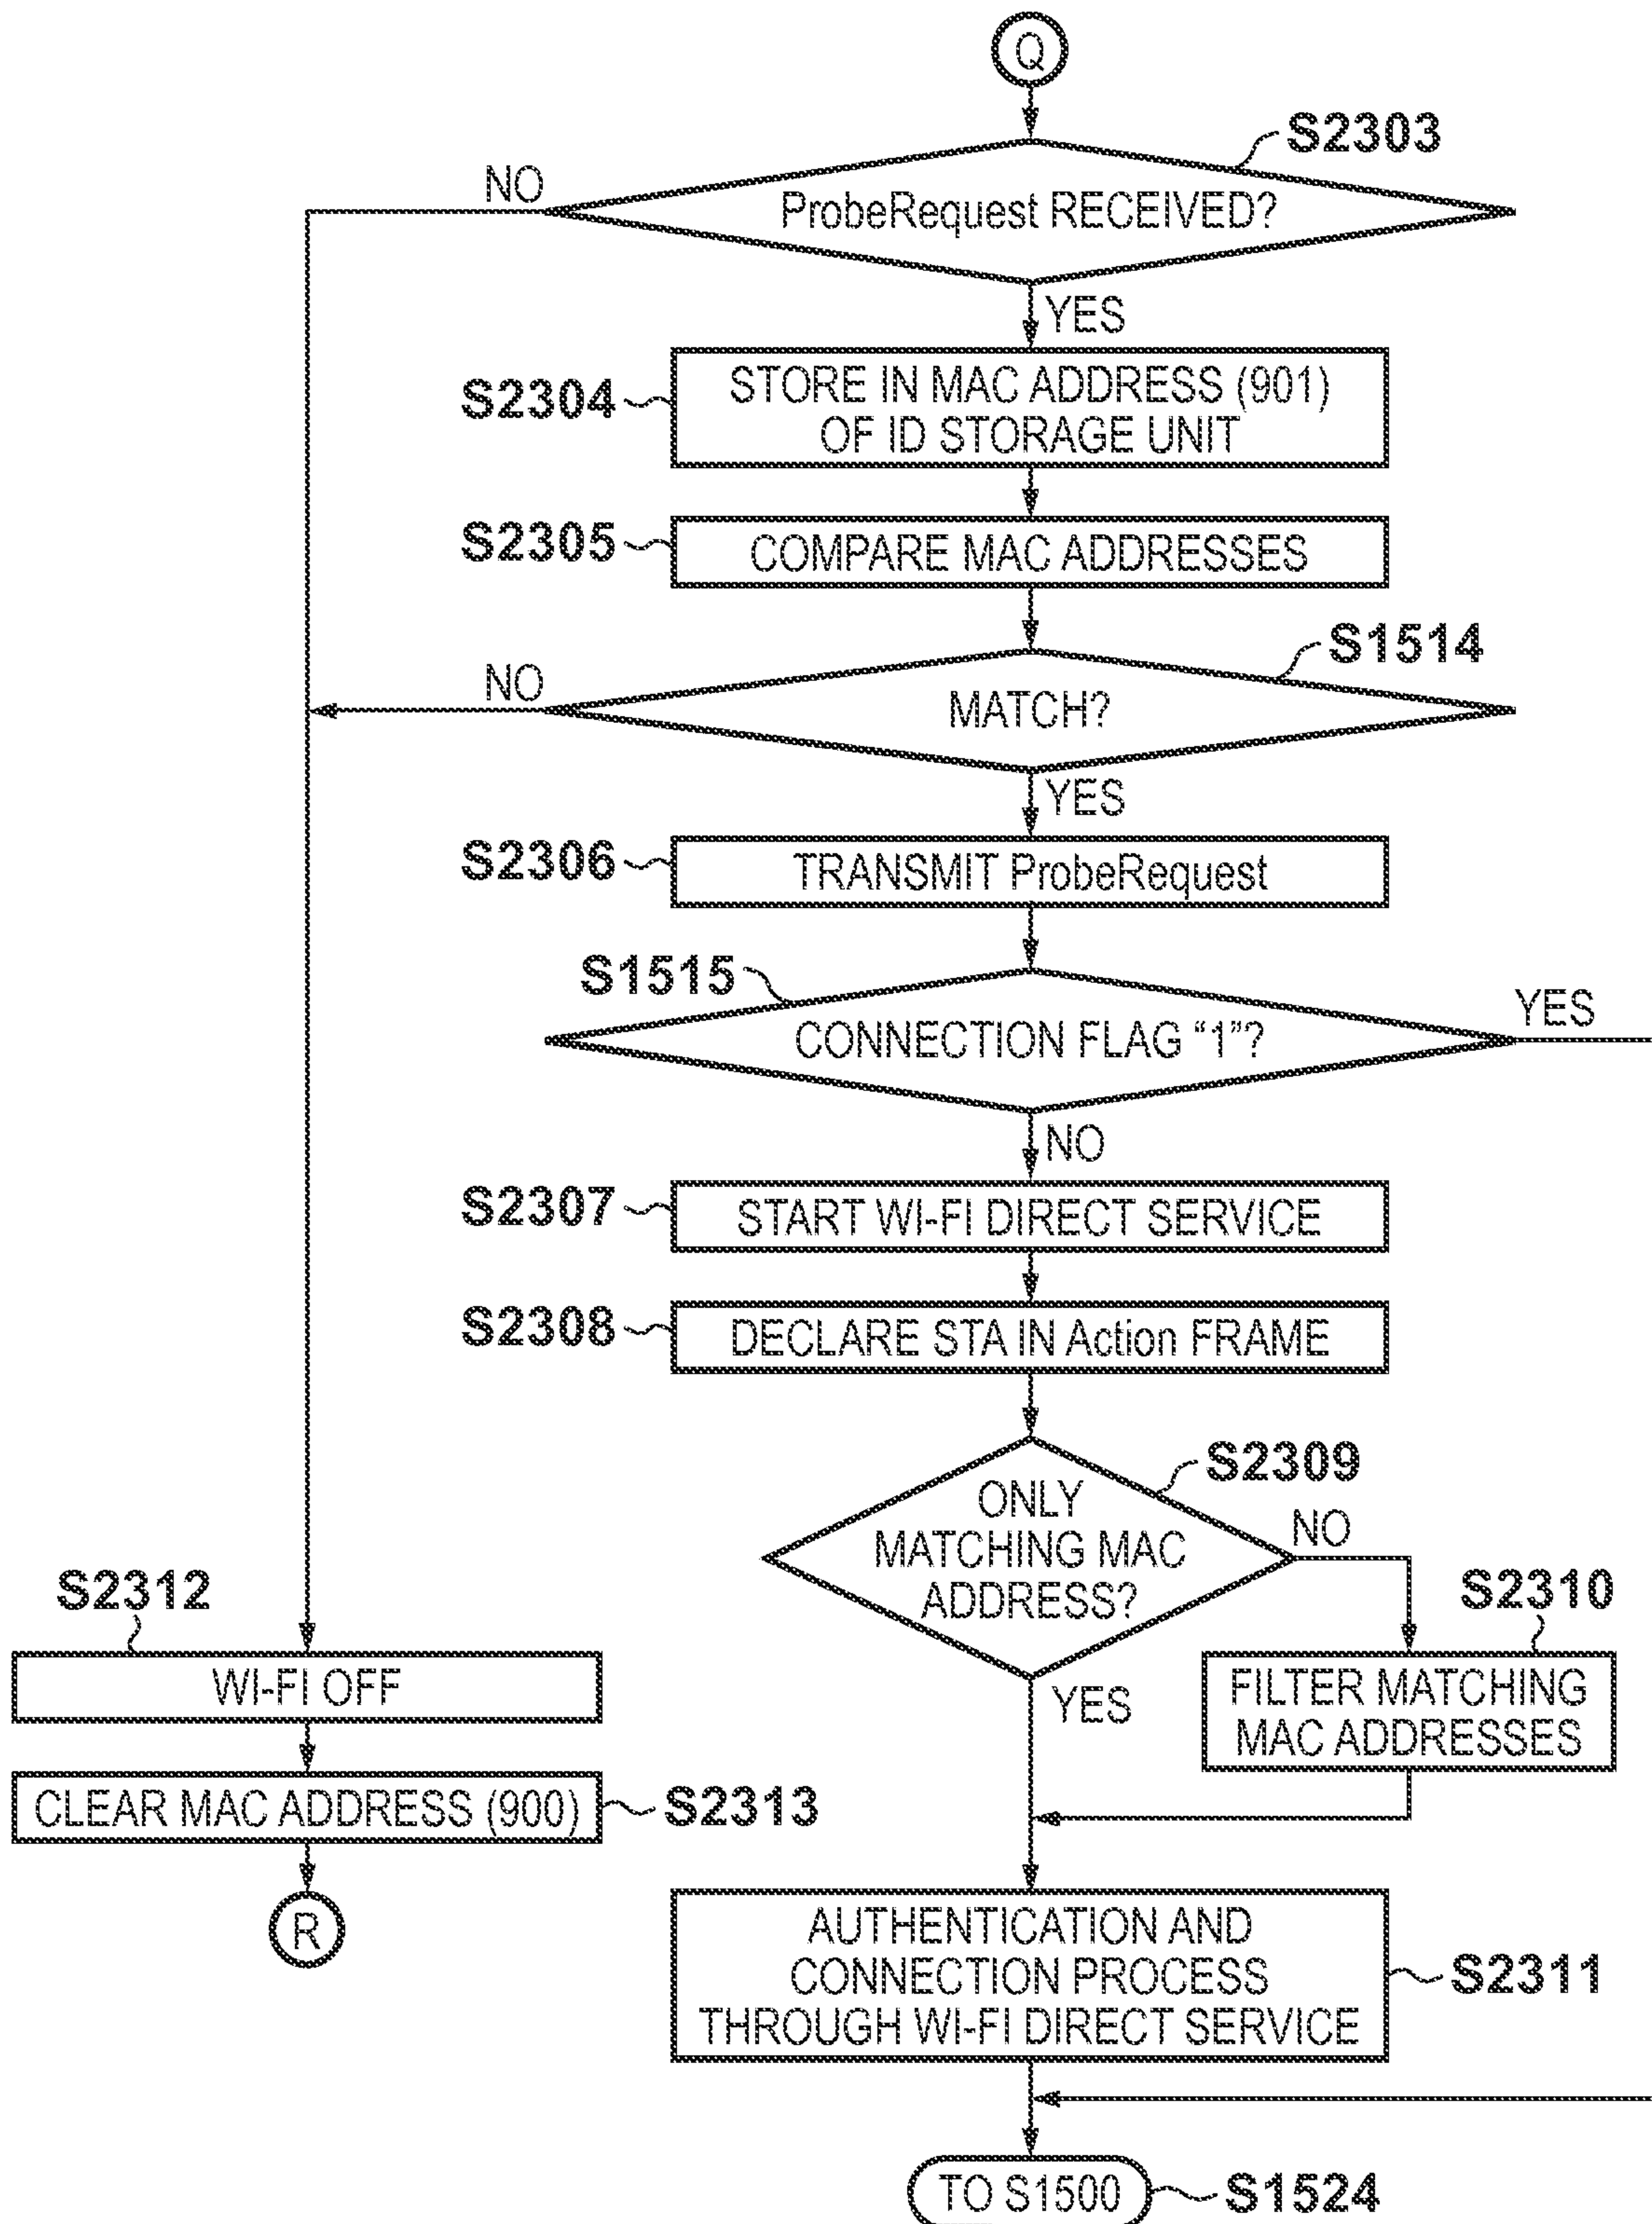 Q
S2303
NO
ProbeRequest RECEIVED?
YES
S2304
STORE IN MAC ADDRESS (901)
OF ID STORAGE UNIT
S2305
COMPARE MAC ADDRESSES
S1514
NO
MATCH?
YES
S2306
TRANSMIT ProbeRequest
S1515
YES
CONNECTION FLAG “1”?
NO
S2307
START WI-FI DIRECT SERVICE
S2308
DECLARE STA IN Action FRAME
S2309
ONLY
MATCHING MAC
ADDRESS?
NO
S2310
FILTER MATCHING
MAC ADDRESSES
YES
S2312
WI-FI OFF
CLEAR MAC ADDRESS (900)
S2313
R
AUTHENTICATION AND
CONNECTION PROCESS
THROUGH WI-FI DIRECT SERVICE
S2311
TO S1500
S1524